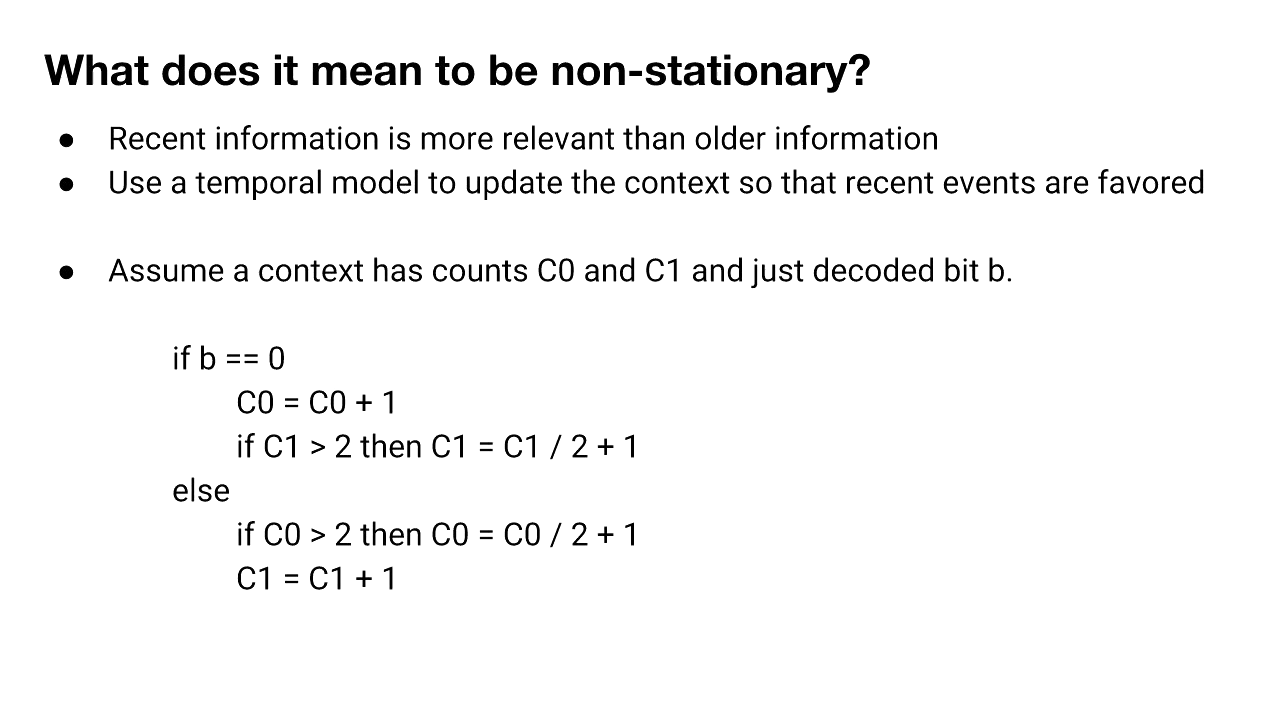 What does it mean to be non-stationary?
● Recent information is more relevant than older information
● Use a temporal model to update the context so that recent events are favored
● Assume a context has counts C0 and C1 and just decoded bit b.
if b == 0
C0 = C0 + 1
if C1 > 2 then C1 = C1 / 2 + 1
else
if C0 > 2 then C0 = C0 / 2 + 1
C1 = C1 + 1